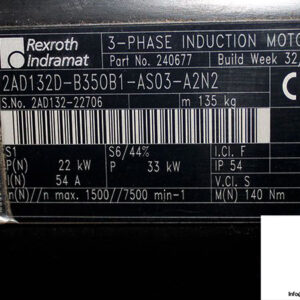 Rexroth
Indramat
3-PHASE INDUCTION MOTO
Part No. 240677 Build Week 32
2AD132D-B350B1-AS03-A2N2
S.No. 2AD132-22706 m 135 kg
S1 S6/44% I.Cl. F
P(N) 22 kW P 33 kW IP 54
I(N) 54 A V.Cl. S
n(N)/n max. 1500//7500 min-1 M(N) 140 Nm